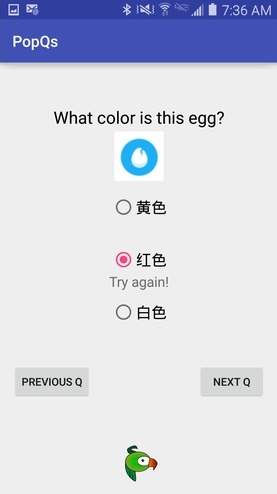 7:36 AM
PopQs
What color is this egg?
黄色
红色
Try again!
白色
PREVIOUS Q
NEXT Q